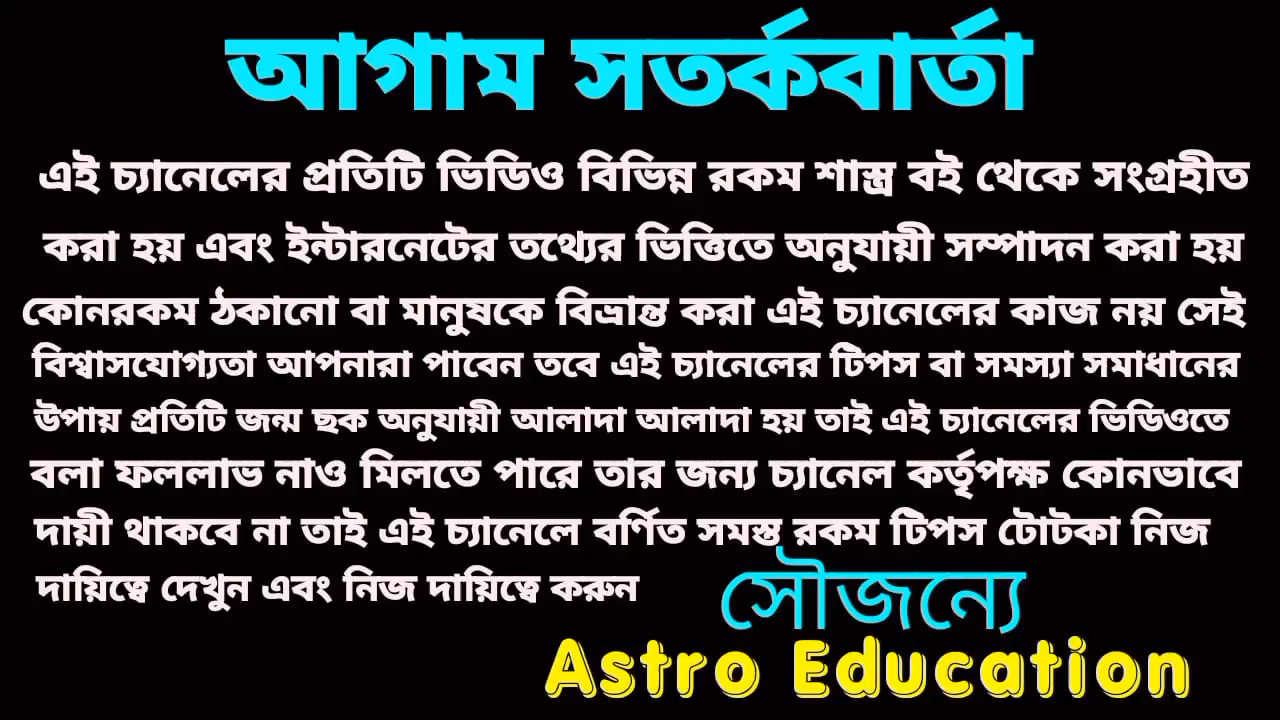 আগাম সতর্কবার্তা
এই চ্যানেলের প্রতিটি ভিডিও বিভিন্ন রকম শাস্ত্র বই থেকে সংগ্রহীত
করা হয় এবং ইন্টারনেটের তথ্যের ভিত্তিতে অনুযায়ী সম্পাদন করা হয়
কোনরকম ঠকানো বা মানুষকে বিভ্রান্ত করা এই চ্যানেলের কাজ নয় সেই
বিশ্বাসযোগ্যতা আপনারা পাবেন তবে এই চ্যানেলের টিপস বা সমস্যা সমাধানের
উপায় প্রতিটি জন্ম ছক অনুযায়ী আলাদা আলাদা হয় তাই এই চ্যানেলের ভিডিওতে
বলা ফললাভ নাও মিলতে পারে তার জন্য চ্যানেল কর্তৃপক্ষ কোনভাবে
দায়ী থাকবে না তাই এই চ্যানেলে বর্ণিত সমস্ত রকম টিপস টোটকা নিজ
দায়িত্বে দেখুন এবং নিজ দায়িত্বে করুন
সৌজন্যে
Astro Education